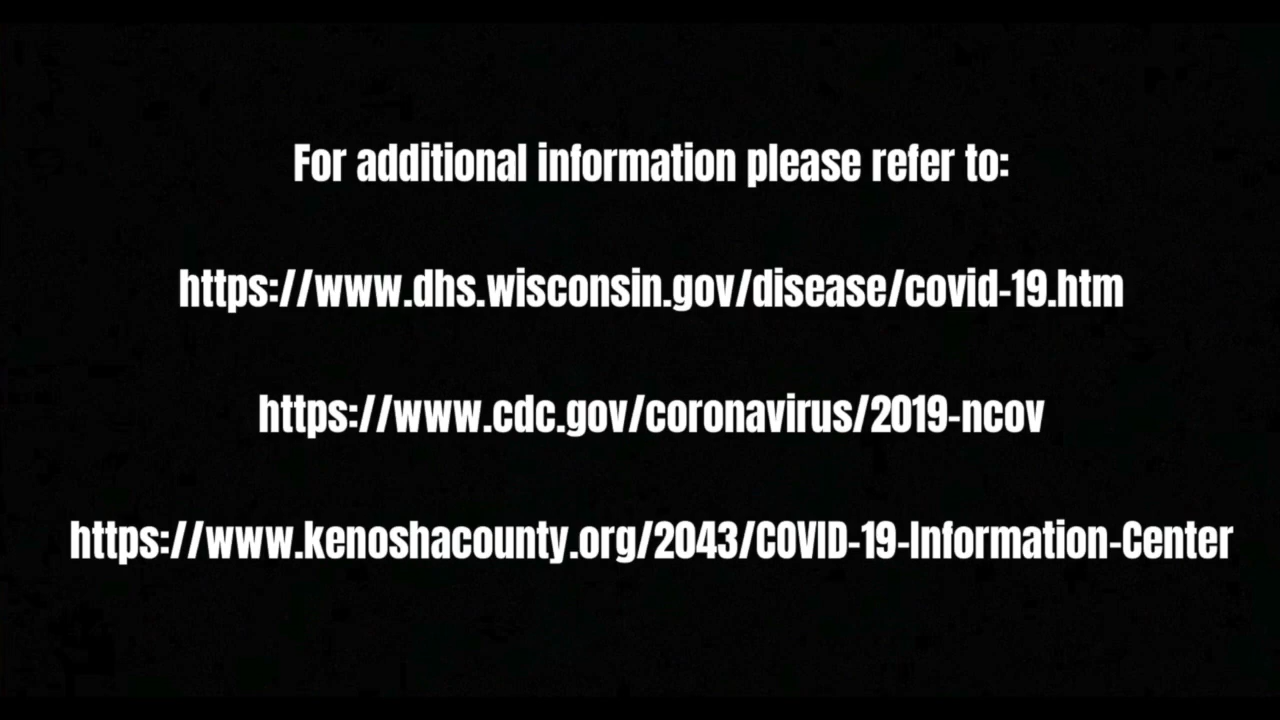 For additional information please refer to:
https://www.dhs.wisconsin.gov/disease/covid-19.htm
https://www.cdc.gov/coronavirus/2019-ncov
https://www.kenoshacounty.org/2043/COVID-19-Information-Center